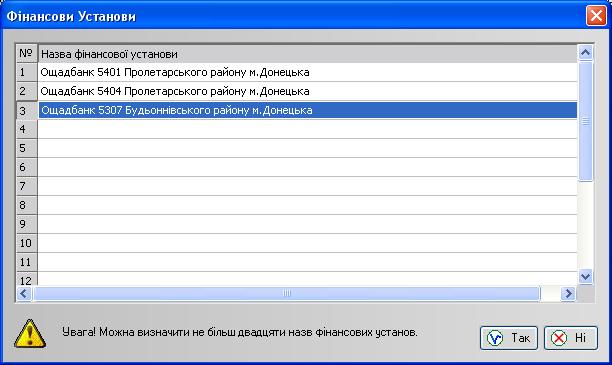 Фінансови Установи
№ Назва фінансової установи
1 Ощадбанк 5401 Пролетарського району м.Донецька
2 Ощадбанк 5404 Пролетарського району м.Донецька
3 Ощадбанк 5307 Будьоннівського району м.Донецька
4
5
6
7
8
9
10
11
12
Увага! Можна визначити не більш двадцяти назв фінансових установ.
Так Ні